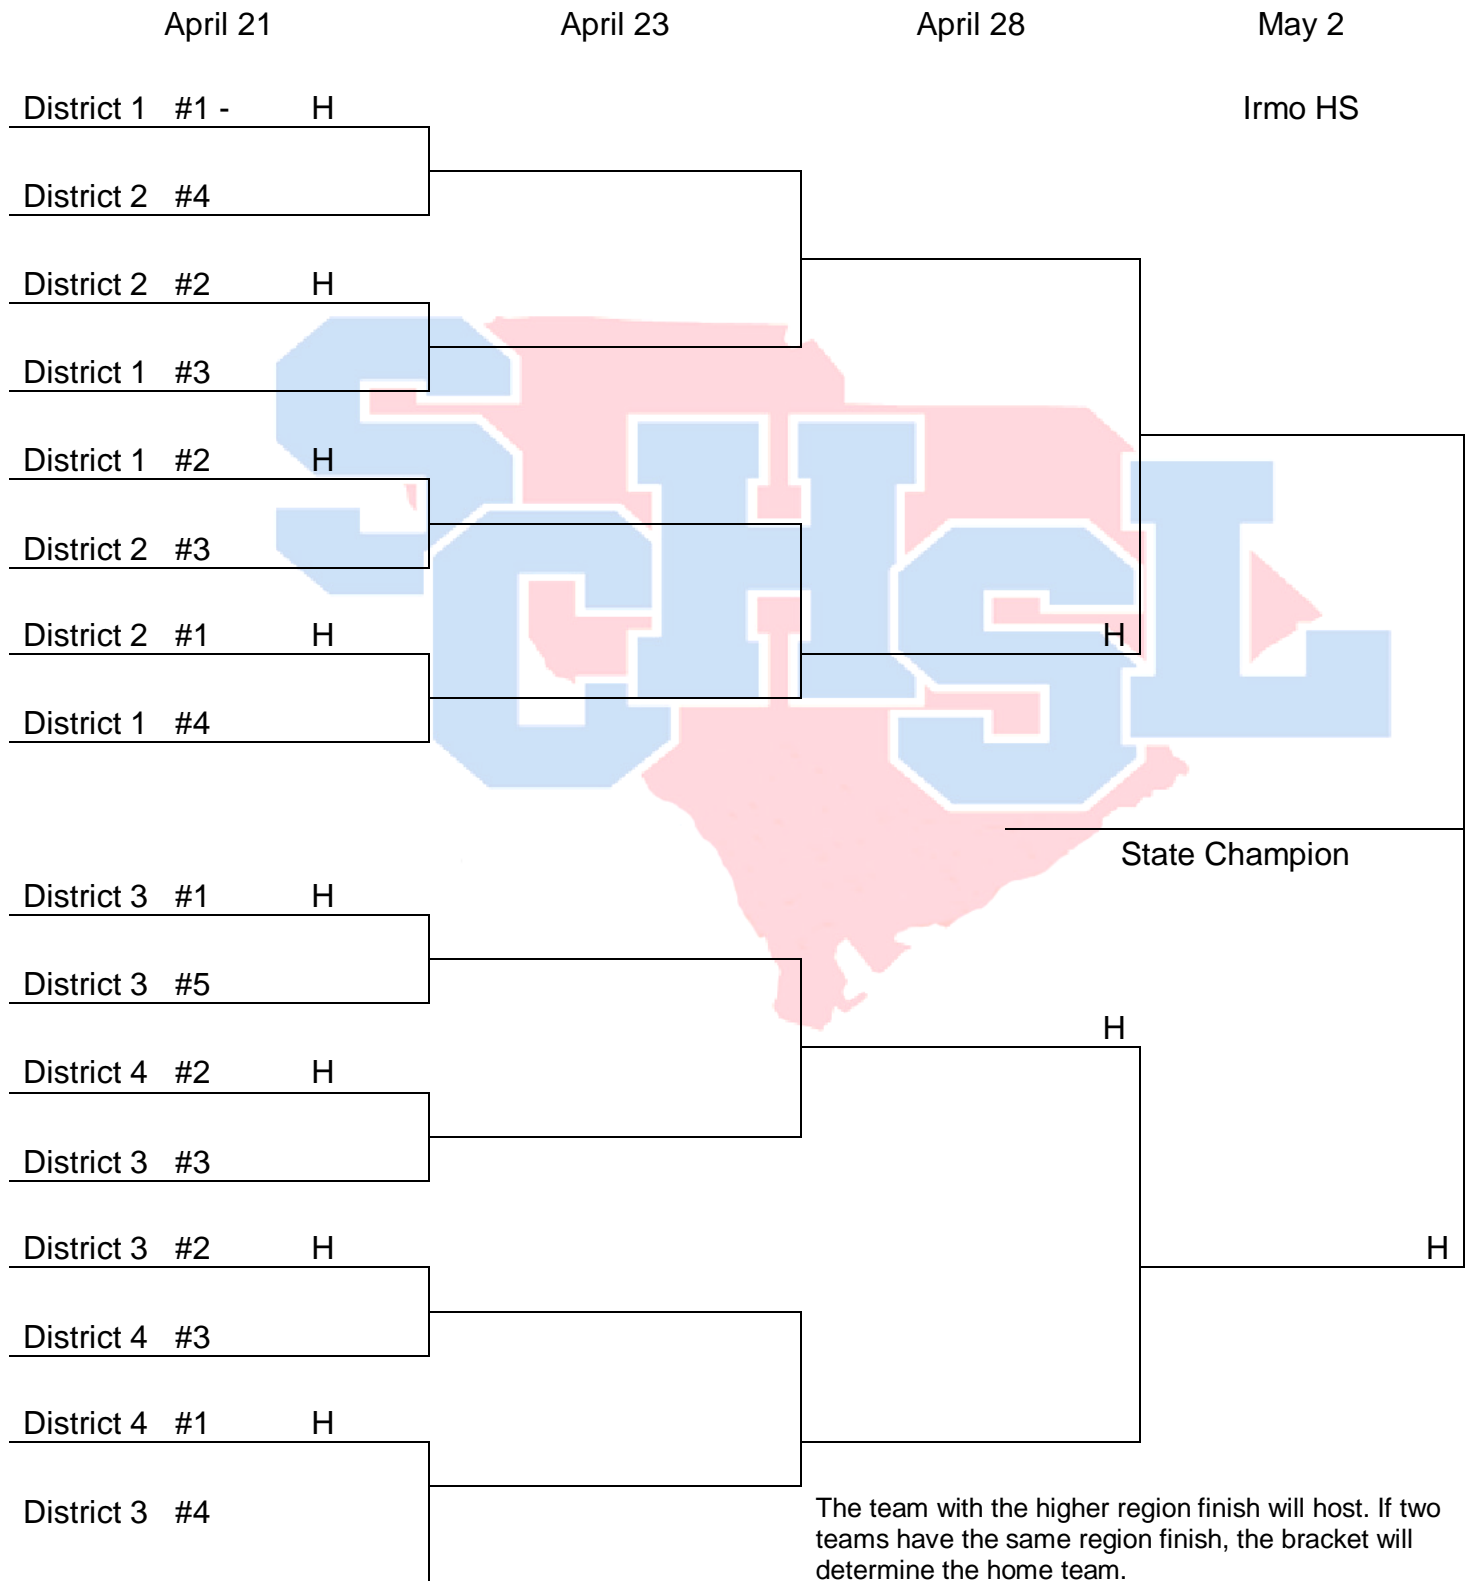 April 21 April 23 April 28 May 2
District 1 #1 - H Irmo HS
District 2 #4
District 2 #2 H
District 1 #3
District 1 #2 H
District 2 #3
District 2 #1 H H
District 1 #4
SCHSL
State Champion
District 3 #1 H
District 3 #5
H
District 4 #2 H
District 3 #3
District 3 #2 H H
District 4 #3
District 4 #1 H
District 3 #4
The team with the higher region finish will host. If two
teams have the same region finish, the bracket will
determine the home team.